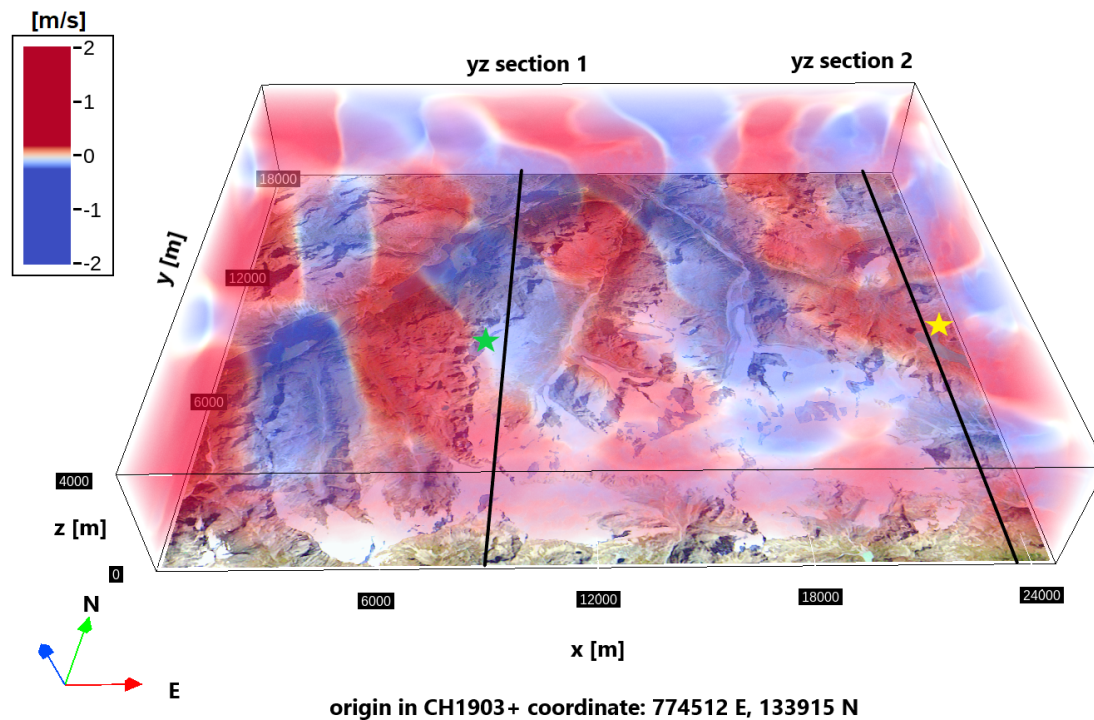 [m/s]
2
1
0
-1
-2
yz section 1
yz section 2
18000
y [m]
12000
6000
4000
z [m]
0
6000
12000
18000
24000
x [m]
N
E
origin in CH1903+ coordinate: 774512 E, 133915 N